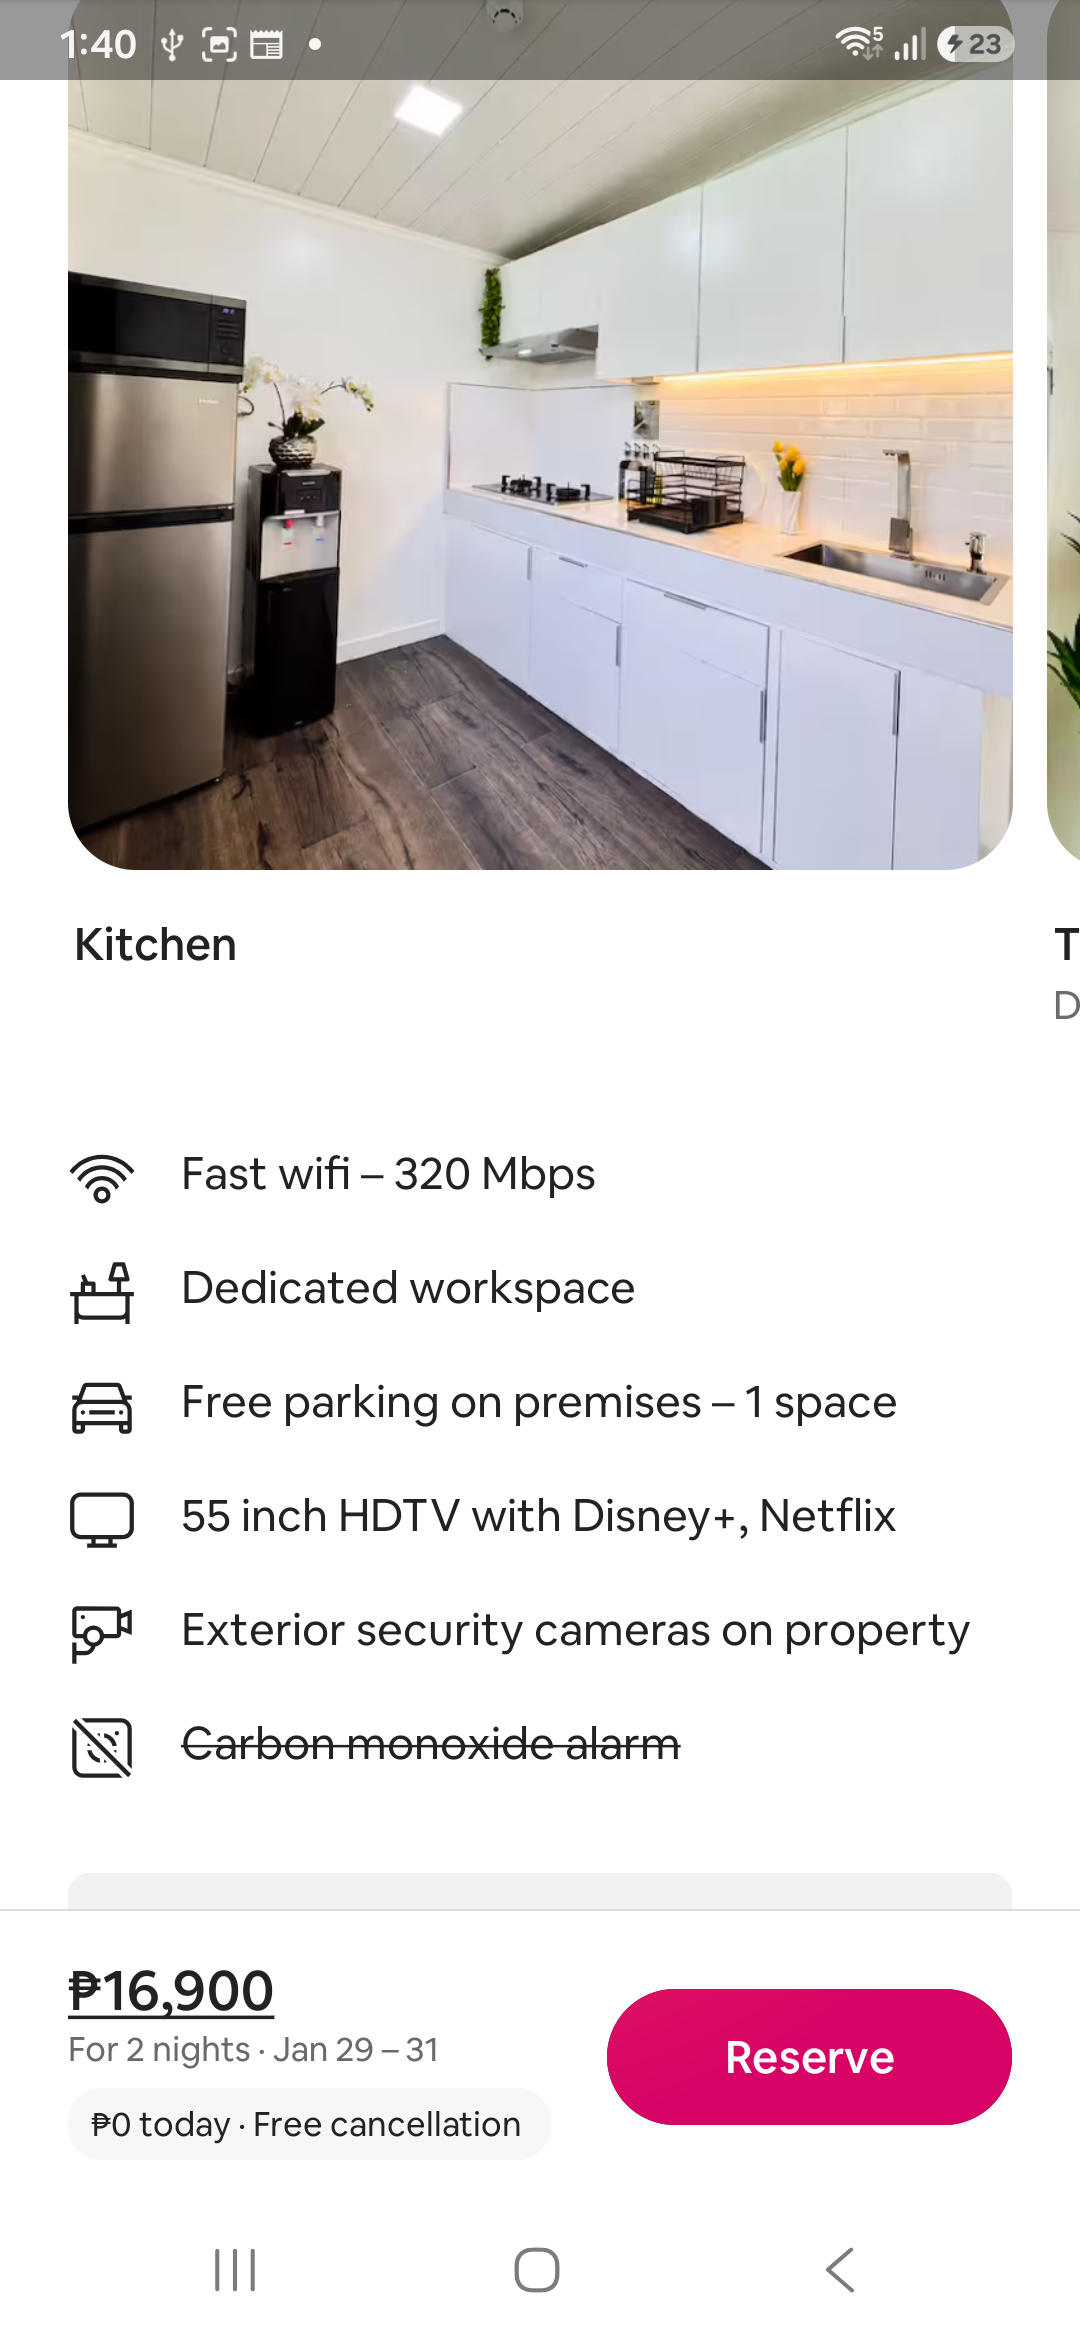 1:40
5
23
Kitchen
T
D
Fast wifi – 320 Mbps
Dedicated workspace
Free parking on premises – 1 space
55 inch HDTV with Disney+, Netflix
Exterior security cameras on property
Carbon monoxide alarm
₱16,900
For 2 nights · Jan 29 – 31
Reserve
₱0 today · Free cancellation